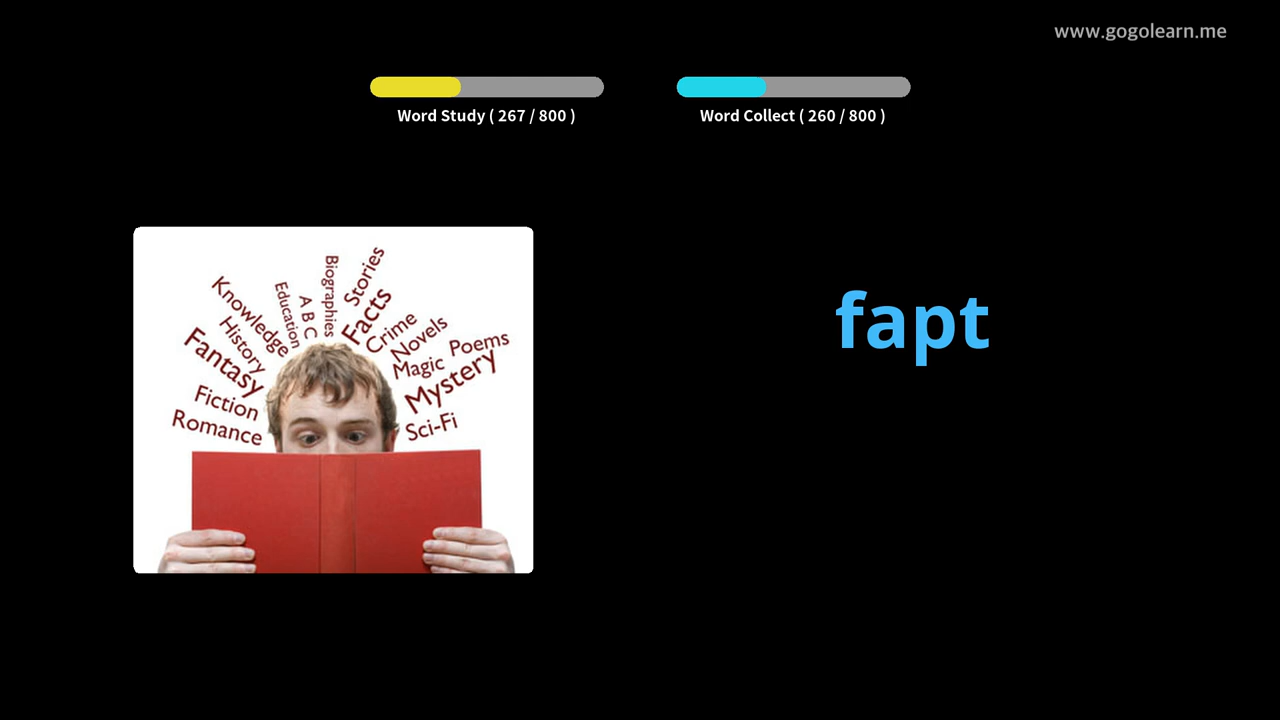 www.gogolearn.me
Word Study ( 267 / 800 )
Word Collect ( 260 / 800 )
Knowledge
History
Fantasy
Fiction
Romance
Education
A B C
Biographies
Stories
Facts
Crime
Novels
Magic
Poems
Mystery
Sci-Fi
fapt